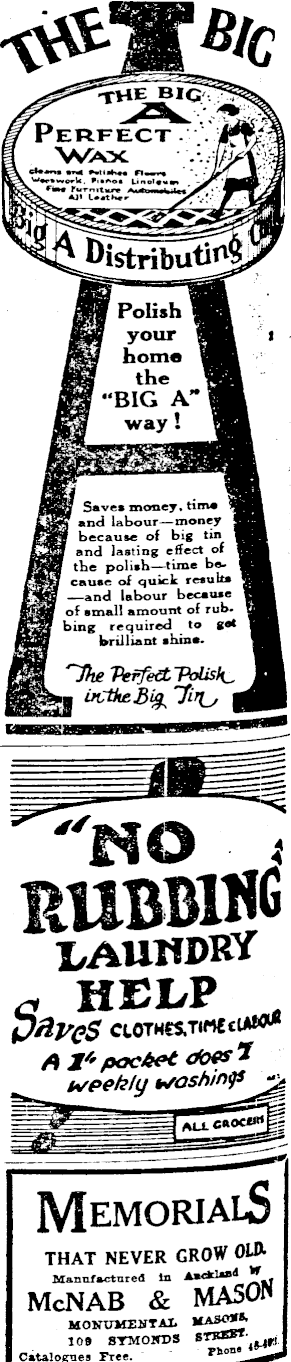 THE BIG
THE BIG
A
PERFECT
WAX
Cleans and Polishes Floors
Woodwork, Pianos Linoleum
Fine Furniture Automobiles
All Leather
Big A Distributing
Polish
your
home
the
"BIG A"
way!
Saves money, time
and labour—money
because of big tin
and lasting effect of
the polish—time be-
cause of quick results
—and labour because
of small amount of rub-
bing required to get
brilliant shine.
The Perfect Polish
in the Big Tin
"NO
RUBBING"
LAUNDRY
HELP
Saves CLOTHES, TIME & LABOUR
A 1/- packet does 7
weekly washings
ALL GROCERS
MEMORIALS
THAT NEVER GROW OLD.
Manufactured in Auckland
McNAB & MASON
MONUMENTAL MASONS,
109 SYMONDS STREET.
Catalogues Free. Phone